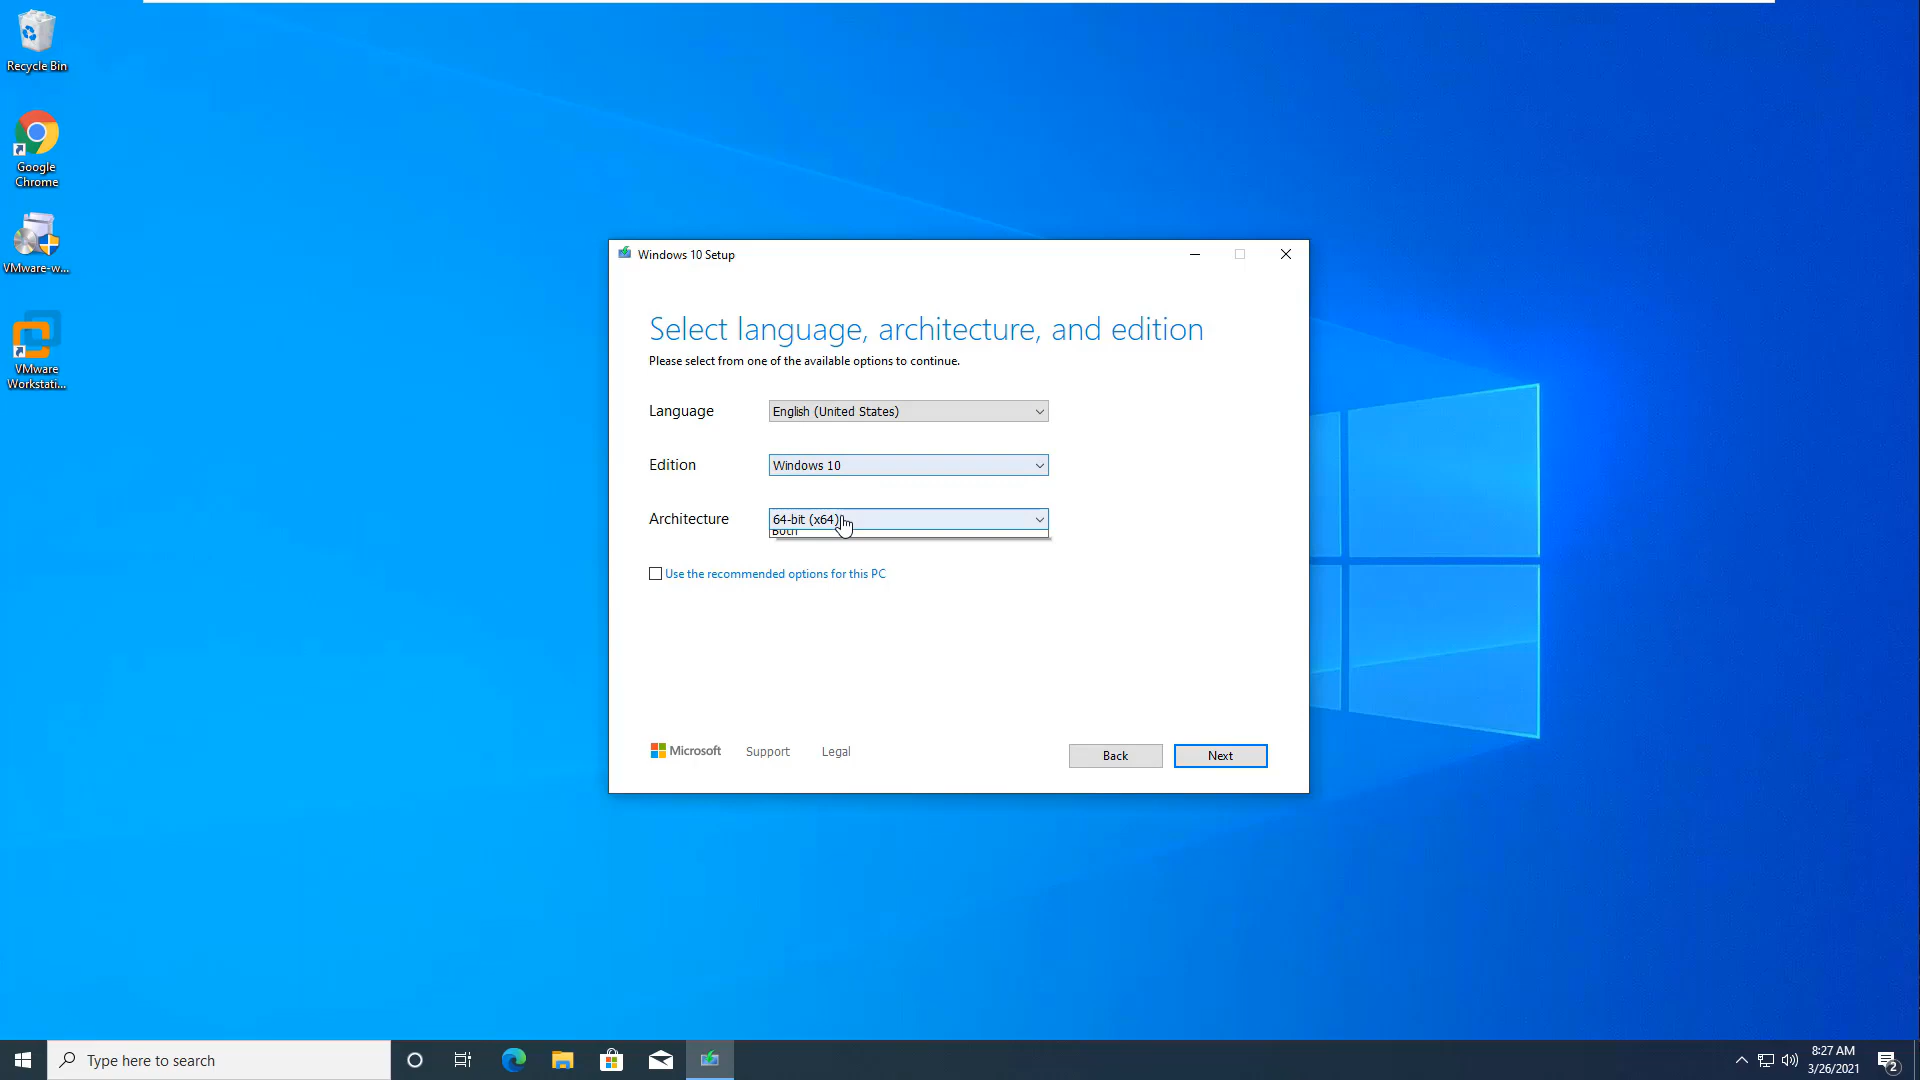 Recycle Bin
Google
Chrome
VMware-w...
VMware
Workstati...
Windows 10 Setup
Select language, architecture, and edition
Please select from one of the available options to continue.
Language
English (United States)
Edition
Windows 10
Architecture
64-bit (x64)
Both
Use the recommended options for this PC
Microsoft
Support
Legal
Back
Next
Type here to search
8:27 AM
3/26/2021
2